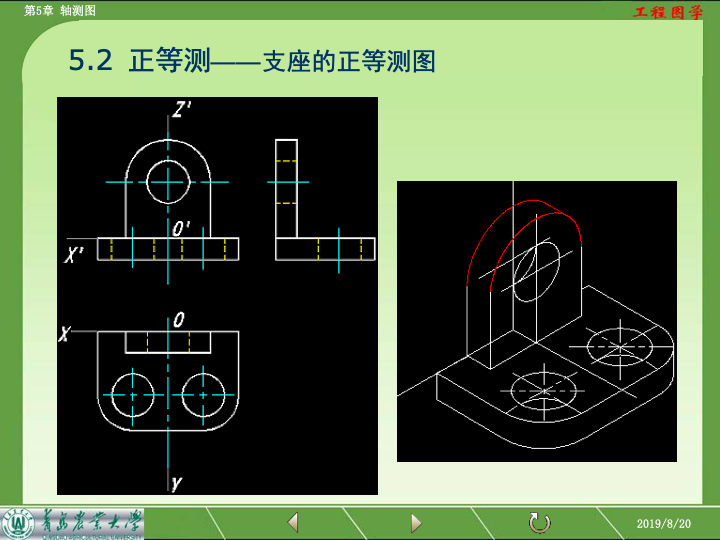 第5章 轴测图
工程图学
5.2 正等测——支座的正等测图
Z'
O'
X'
O
X
Y
青岛农业大学
2019/8/20